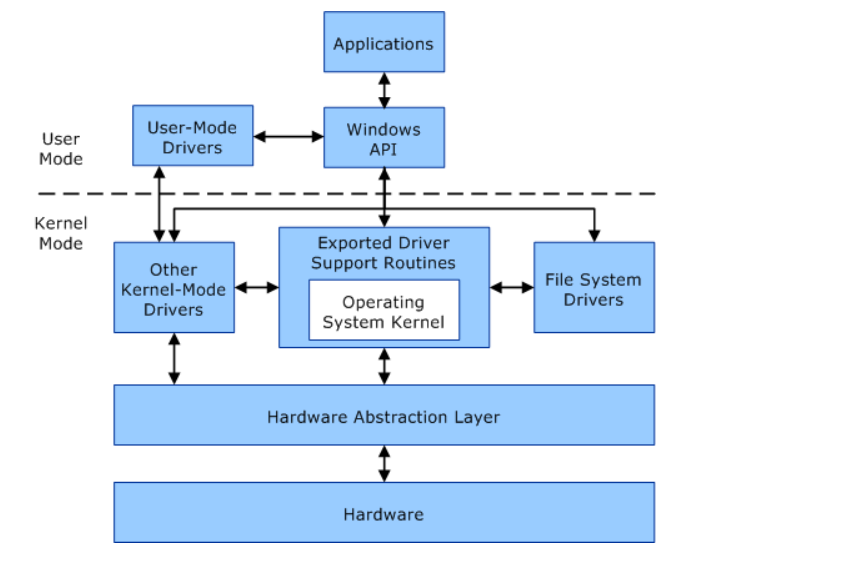 Applications
User-Mode
Drivers
Windows
API
User
Mode
Kernel
Mode
Other
Kernel-Mode
Drivers
Exported Driver
Support Routines
Operating
System Kernel
File System
Drivers
Hardware Abstraction Layer
Hardware